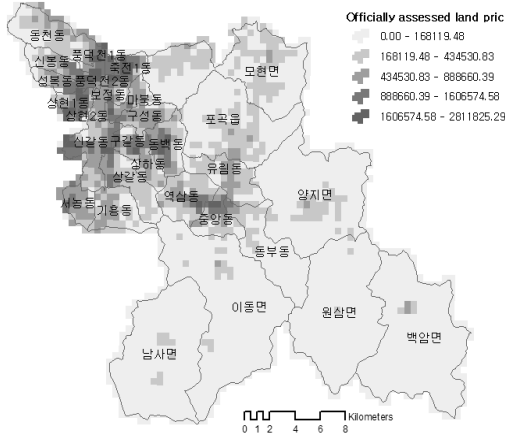 Officially assessed land pric
0.00 - 168119.48
168119.48 - 434530.83
434530.83 - 888660.39
888660.39 - 1606574.58
1606574.58 - 2811825.29
동천동
신봉동 풍덕천1동
죽전1동
성복동 풍덕천2동
모현면
상현1동 보정동 마북동
상현2동 구성동
포곡읍
신갈동 구갈동 동백동
상하동
유림동
상갈동
역삼동
양지면
서농동 기흥동
중앙동
동부동
이동면
원삼면
백암면
남사면
Kilometers
0 1 2 4 6 8